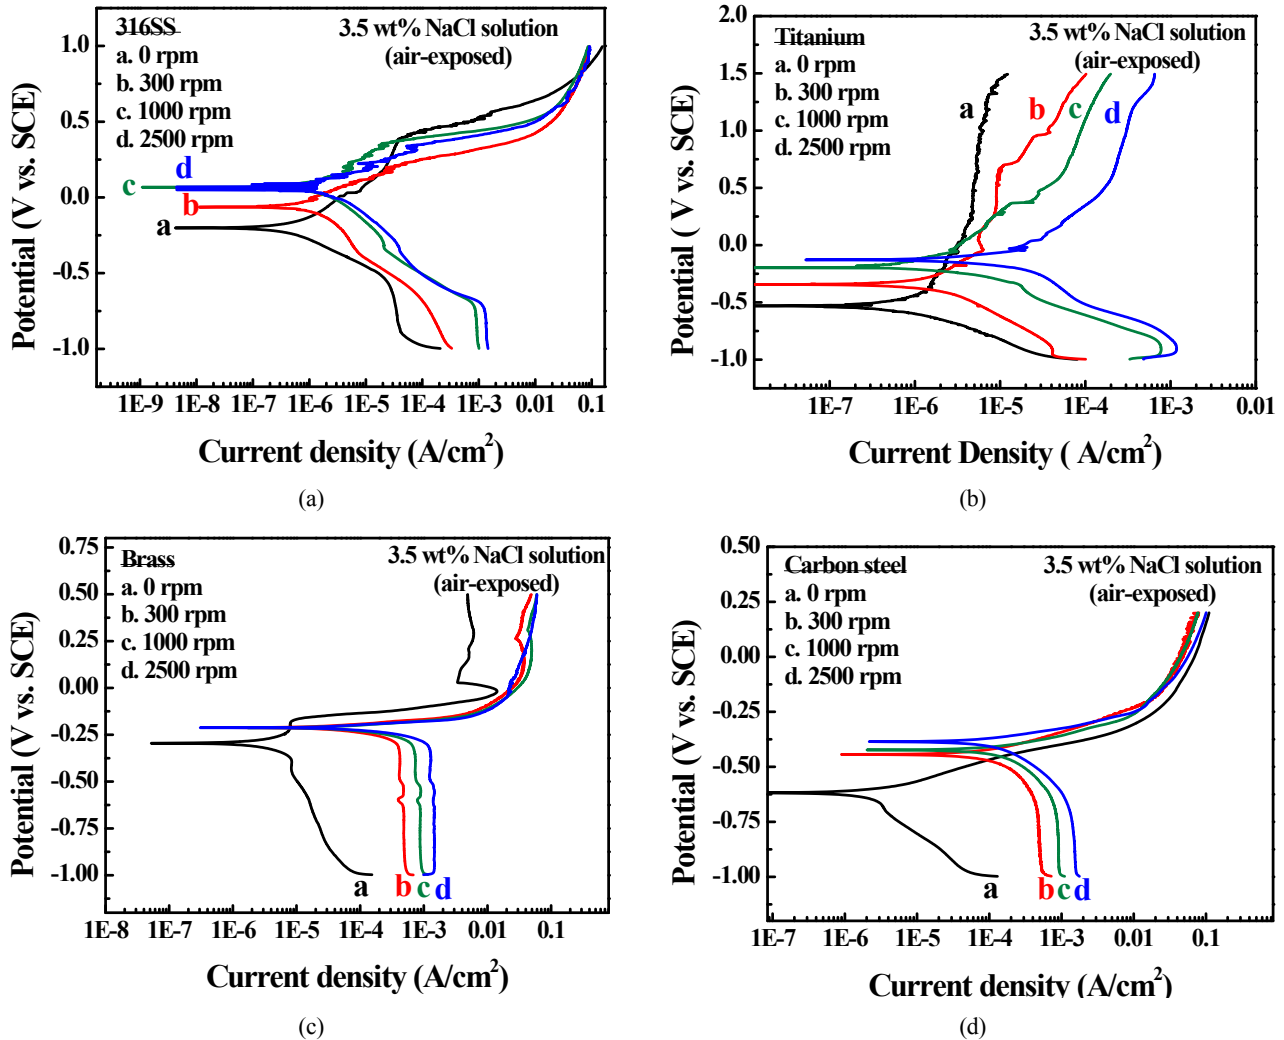 316SS
a. 0 rpm
b. 300 rpm
c. 1000 rpm
d. 2500 rpm
3.5 wt% NaCl solution
(air-exposed)
1.0
0.5
0.0
-0.5
-1.0
a
b
c
d
Potential (V vs. SCE)
1E-9 1E-8 1E-7 1E-6 1E-5 1E-4 1E-3 0.01 0.1
Current density (A/cm²)
(a)
Titanium
a. 0 rpm
b. 300 rpm
c. 1000 rpm
d. 2500 rpm
3.5 wt% NaCl solution
(air-exposed)
2.0
1.5
1.0
0.5
0.0
-0.5
-1.0
a
b
c
d
Potential ( V vs. SCE)
1E-7 1E-6 1E-5 1E-4 1E-3 0.01
Current Density ( A/cm²)
(b)
Brass
a. 0 rpm
b. 300 rpm
c. 1000 rpm
d. 2500 rpm
3.5 wt% NaCl solution
(air-exposed)
0.75
0.50
0.25
0.00
-0.25
-0.50
-0.75
-1.00
a
b
c
d
Potential (V vs. SCE)
1E-8 1E-7 1E-6 1E-5 1E-4 1E-3 0.01 0.1
Current density (A/cm²)
(c)
Carbon steel
a. 0 rpm
b. 300 rpm
c. 1000 rpm
d. 2500 rpm
3.5 wt% NaCl solution
(air-exposed)
0.50
0.25
0.00
-0.25
-0.50
-0.75
-1.00
a
b
c
d
Potential (V vs. SCE)
1E-7 1E-6 1E-5 1E-4 1E-3 0.01 0.1
Current density (A/cm²)
(d)